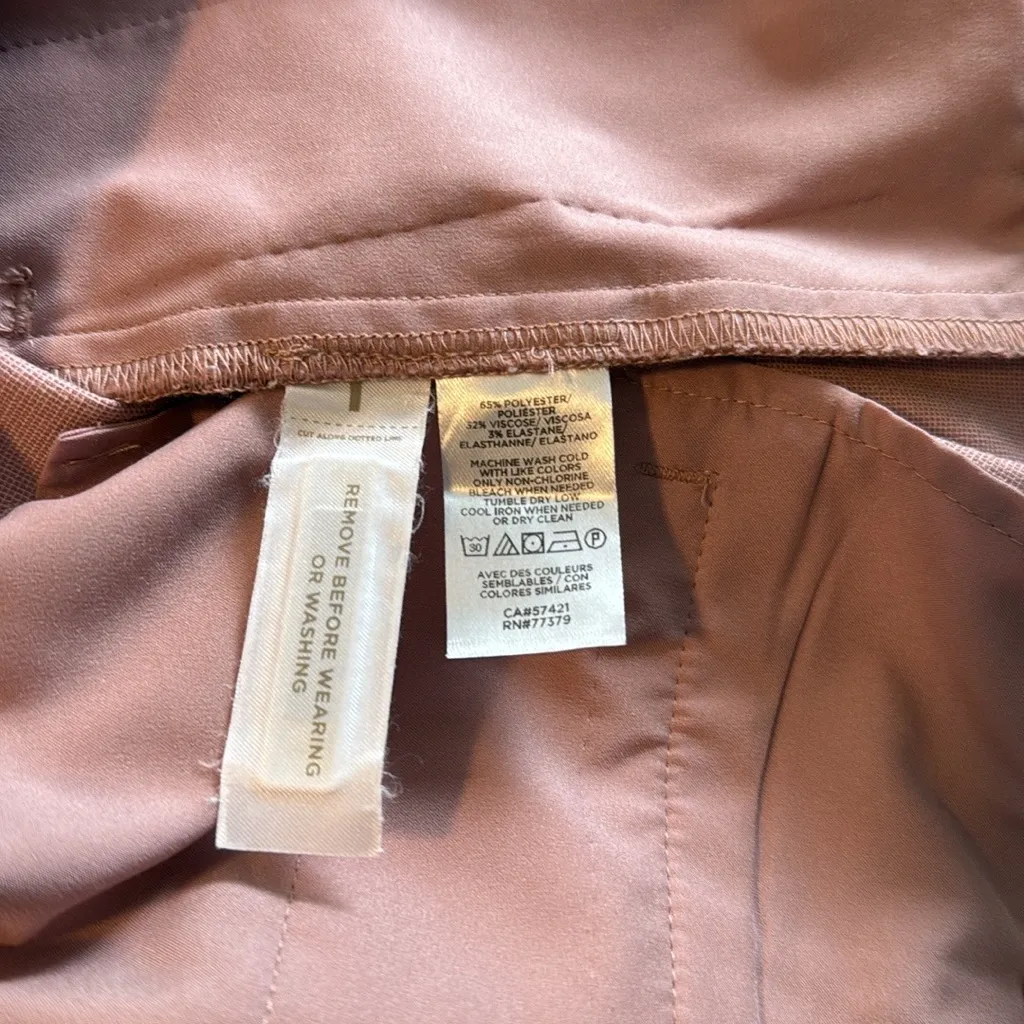 CUT ALONG DOTTED LINE
REMOVE BEFORE WEARING
OR WASHING
65% POLYESTER/
POLIÉSTER
32% VISCOSE/ VISCOSA
3% ELASTANE/
ELASTHANNE/ ELASTANO
MACHINE WASH COLD
WITH LIKE COLORS
ONLY NON-CHLORINE
BLEACH WHEN NEEDED
TUMBLE DRY LOW
COOL IRON WHEN NEEDED
OR DRY CLEAN
30 P
AVEC DES COULEURS
SEMBLABLES / CON
COLORES SIMILARES
CA#57421
RN#77379